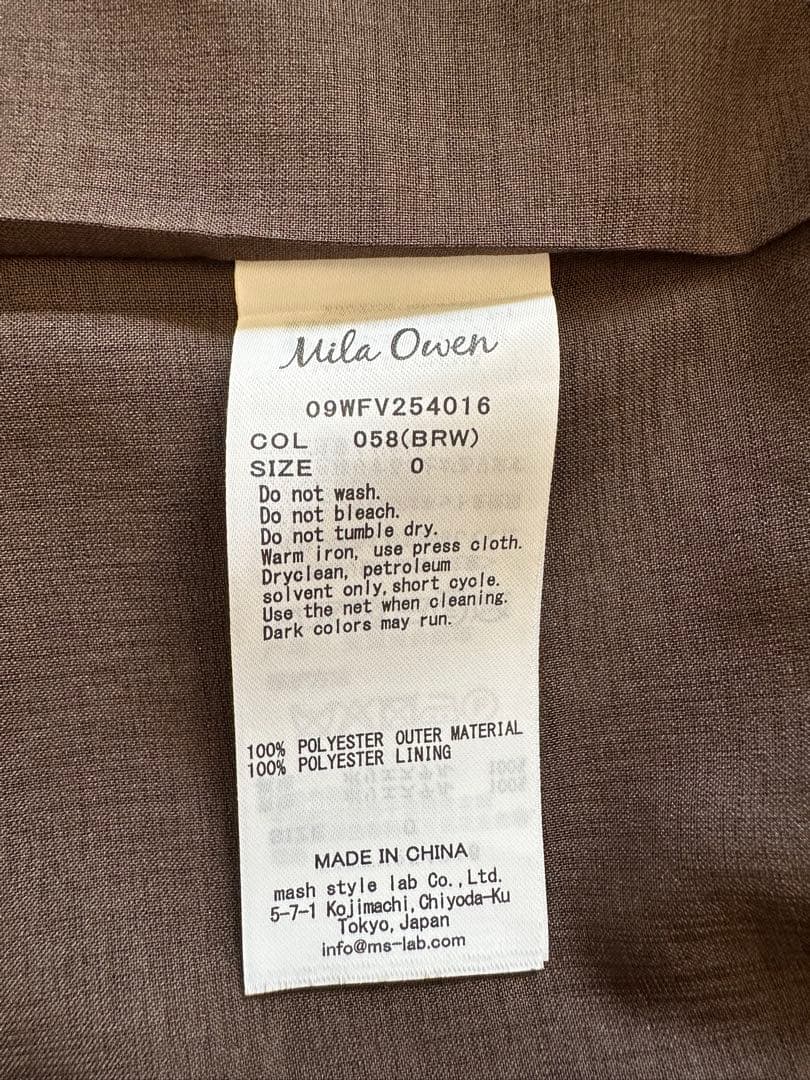 Mila Owen
09WFV254016
COL 058(BRW)
SIZE 0
Do not wash.
Do not bleach.
Do not tumble dry.
Warm iron, use press cloth.
Dryclean, petroleum
solvent only,short cycle.
Use the net when cleaning.
Dark colors may run.
100% POLYESTER OUTER MATERIAL
100% POLYESTER LINING
MADE IN CHINA
mash style lab Co.,Ltd.
5-7-1 Kojimachi,Chiyoda-Ku
Tokyo,Japan
info@ms-lab.com